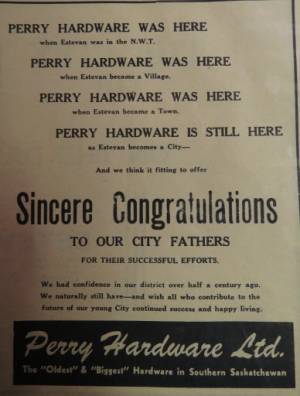 PERRY HARDWARE WAS HERE
when Estevan was in the N.W.T.
PERRY HARDWARE WAS HERE
when Estevan became a Village.
PERRY HARDWARE WAS HERE
when Estevan became a Town.
PERRY HARDWARE IS STILL HERE
as Estevan becomes a City—
And we think it fitting to offer
Sincere Congratulations
TO OUR CITY FATHERS
FOR THEIR SUCCESSFUL EFFORTS.
We had confidence in our district over half a century ago.
We naturally still have—and wish all who contribute to the
future of our young City continued success and happy living.
Perry Hardware Ltd.
The "Oldest" & "Biggest" Hardware in Southern Saskatchewan